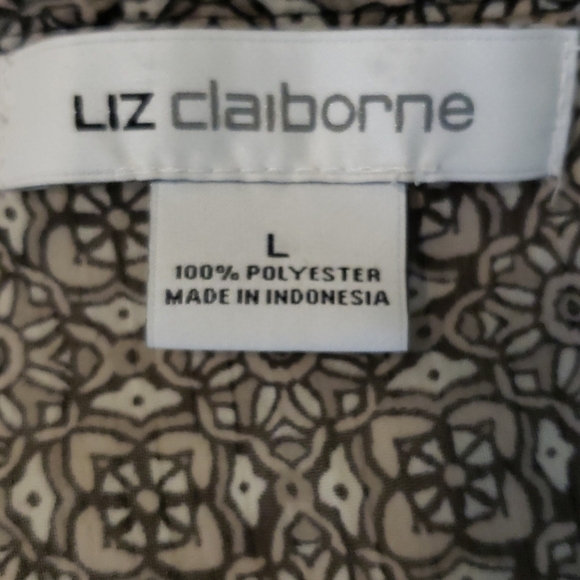 LIZ claiborne
L
100% POLYESTER
MADE IN INDONESIA